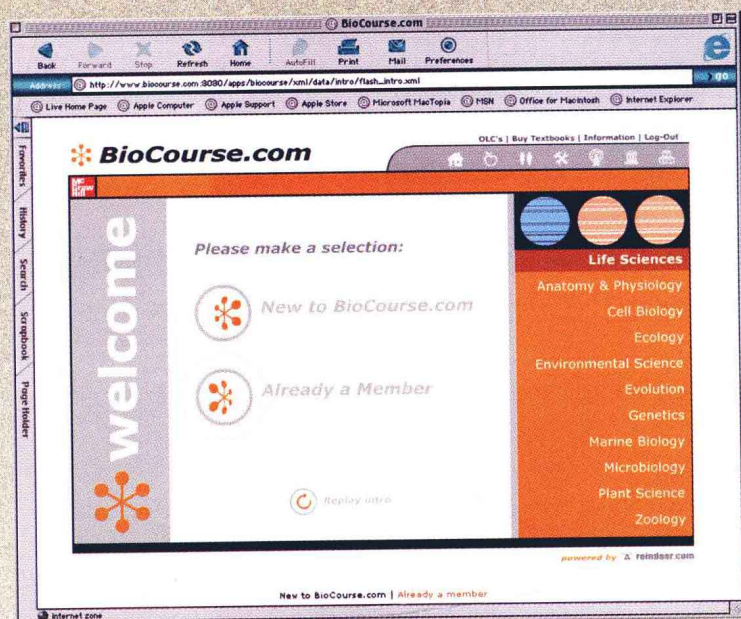 BioCourse.com
Back Forward Stop Refresh Home AutoFill Print Mail Preferences
Address: http://www.biocourse.com:8080/apps/biocourse/xml/data/intro/flash_intro.xml go
Live Home Page Apple Computer Apple Support Apple Store Microsoft MacTopia MSN Office for Macintosh Internet Explorer
Favorites
History
Search
Scrapbook
Page Holder
OLC's | Buy Textbooks | Information | Log-Out
BioCourse.com
Mc
Graw
Hill
welcome
Please make a selection:
New to BioCourse.com
Already a Member
Replay intro
Life Sciences
Anatomy & Physiology
Cell Biology
Ecology
Environmental Science
Evolution
Genetics
Marine Biology
Microbiology
Plant Science
Zoology
powered by reindeer.com
New to BioCourse.com | Already a member
Internet zone